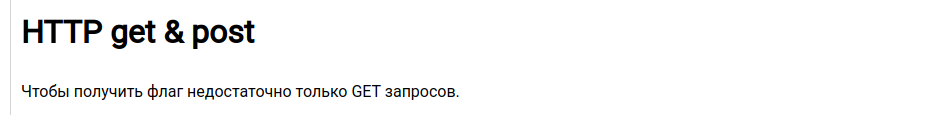 HTTP get & post
Чтобы получить флаг недостаточно только GET запросов.